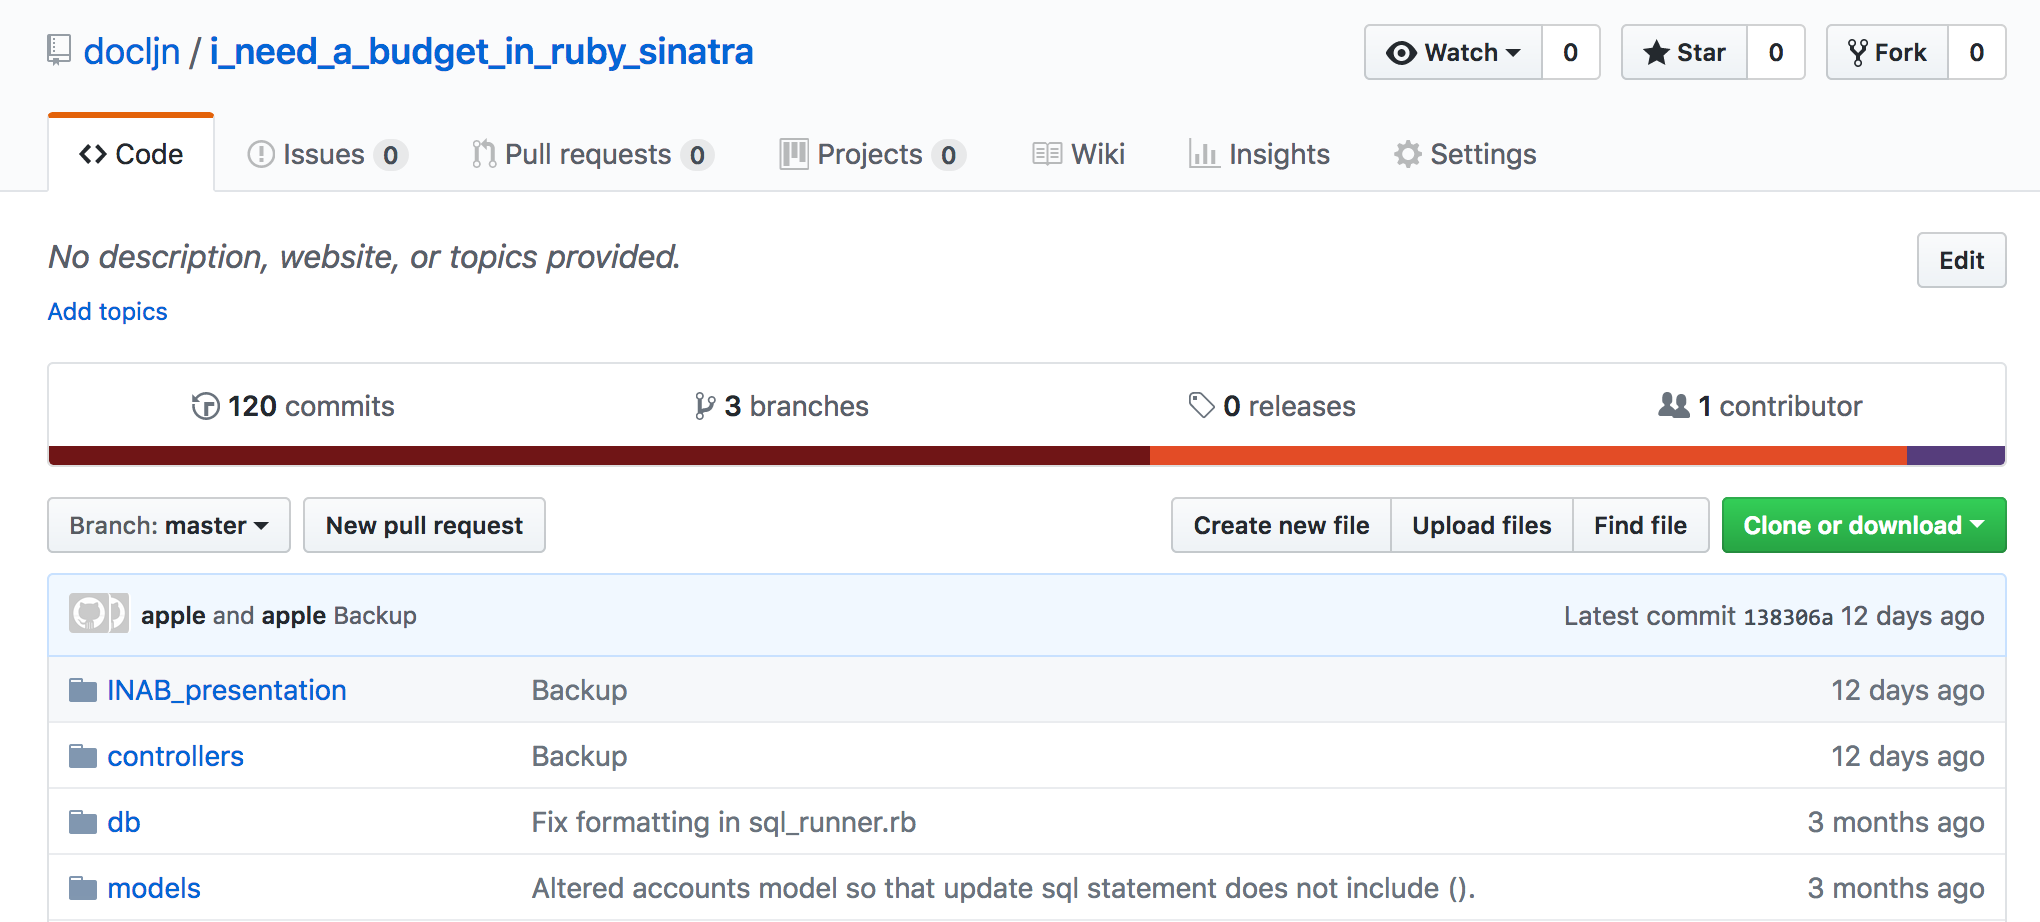 docljn / i_need_a_budget_in_ruby_sinatra Watch 0 Star 0 Fork 0
Code Issues 0 Pull requests 0 Projects 0 Wiki Insights Settings
No description, website, or topics provided. Edit
Add topics
120 commits 3 branches 0 releases 1 contributor
Branch: master New pull request Create new file Upload files Find file Clone or download
apple and apple Backup Latest commit 138306a 12 days ago
INAB_presentation Backup 12 days ago
controllers Backup 12 days ago
db Fix formatting in sql_runner.rb 3 months ago
models Altered accounts model so that update sql statement does not include (). 3 months ago